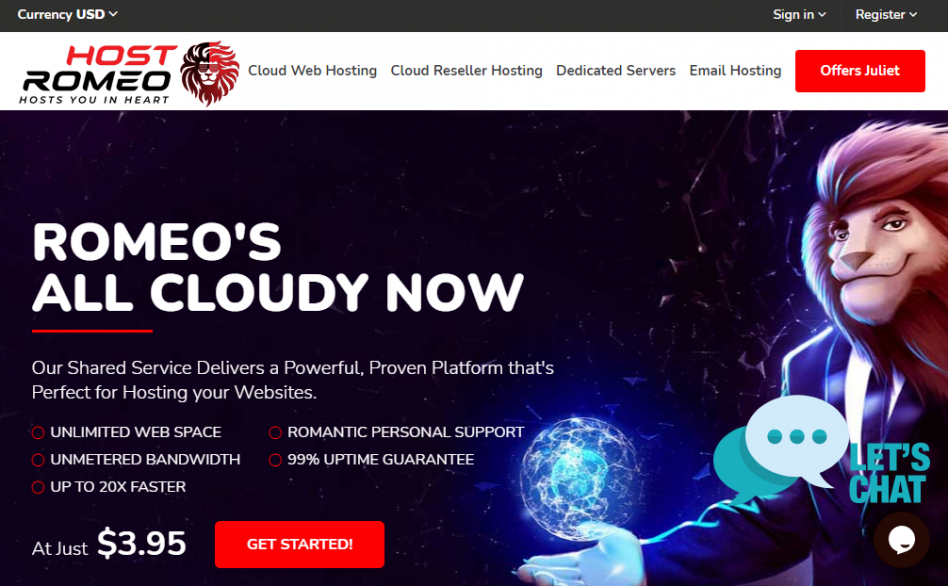 Currency USD
Sign in
Register
HOST
ROMEO
HOSTS YOU IN HEART
Cloud Web Hosting
Cloud Reseller Hosting
Dedicated Servers
Email Hosting
Offers Juliet
ROMEO'S
ALL CLOUDY NOW
Our Shared Service Delivers a Powerful, Proven Platform that's
Perfect for Hosting your Websites.
UNLIMITED WEB SPACE
ROMANTIC PERSONAL SUPPORT
UNMETERED BANDWIDTH
99% UPTIME GUARANTEE
UP TO 20X FASTER
LET'S
CHAT
At Just $3.95
GET STARTED!